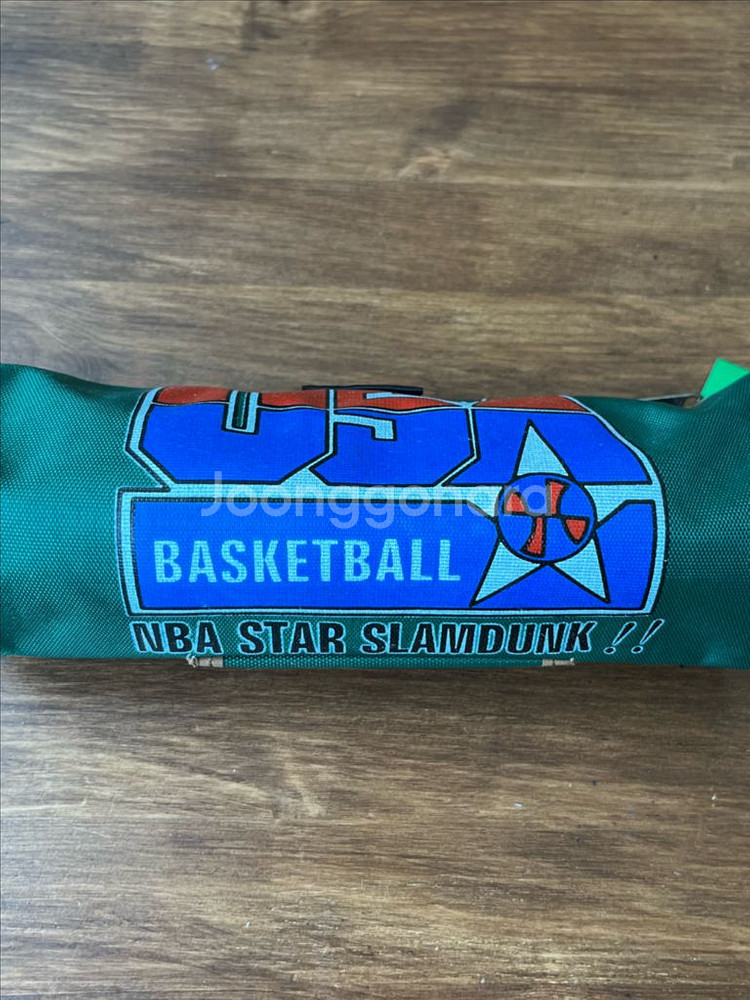 USA
Joonggonara
BASKETBALL
NBA STAR SLAMDUNK !!